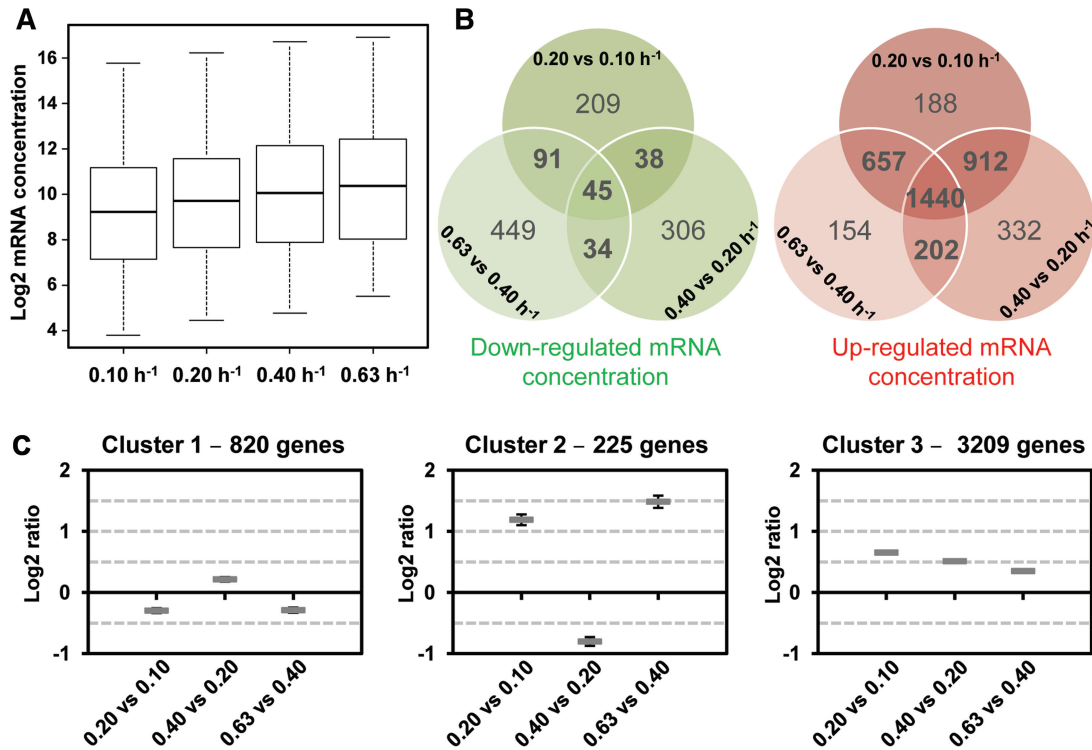 A
Log2 mRNA concentration
16
14
12
10
8
6
4
0.10 h⁻¹ 0.20 h⁻¹ 0.40 h⁻¹ 0.63 h⁻¹
B
0.20 vs 0.10 h⁻¹
209
91
38
45
449
34
306
0.63 vs 0.40 h⁻¹
0.40 vs 0.20 h⁻¹
Down-regulated mRNA
concentration
0.20 vs 0.10 h⁻¹
188
657
912
1440
154
202
332
0.63 vs 0.40 h⁻¹
0.40 vs 0.20 h⁻¹
Up-regulated mRNA
concentration
C
Cluster 1 – 820 genes
Log2 ratio
2
1
0
-1
0.20 vs 0.10
0.40 vs 0.20
0.63 vs 0.40
Cluster 2 – 225 genes
Log2 ratio
2
1
0
-1
0.20 vs 0.10
0.40 vs 0.20
0.63 vs 0.40
Cluster 3 – 3209 genes
Log2 ratio
2
1
0
-1
0.20 vs 0.10
0.40 vs 0.20
0.63 vs 0.40